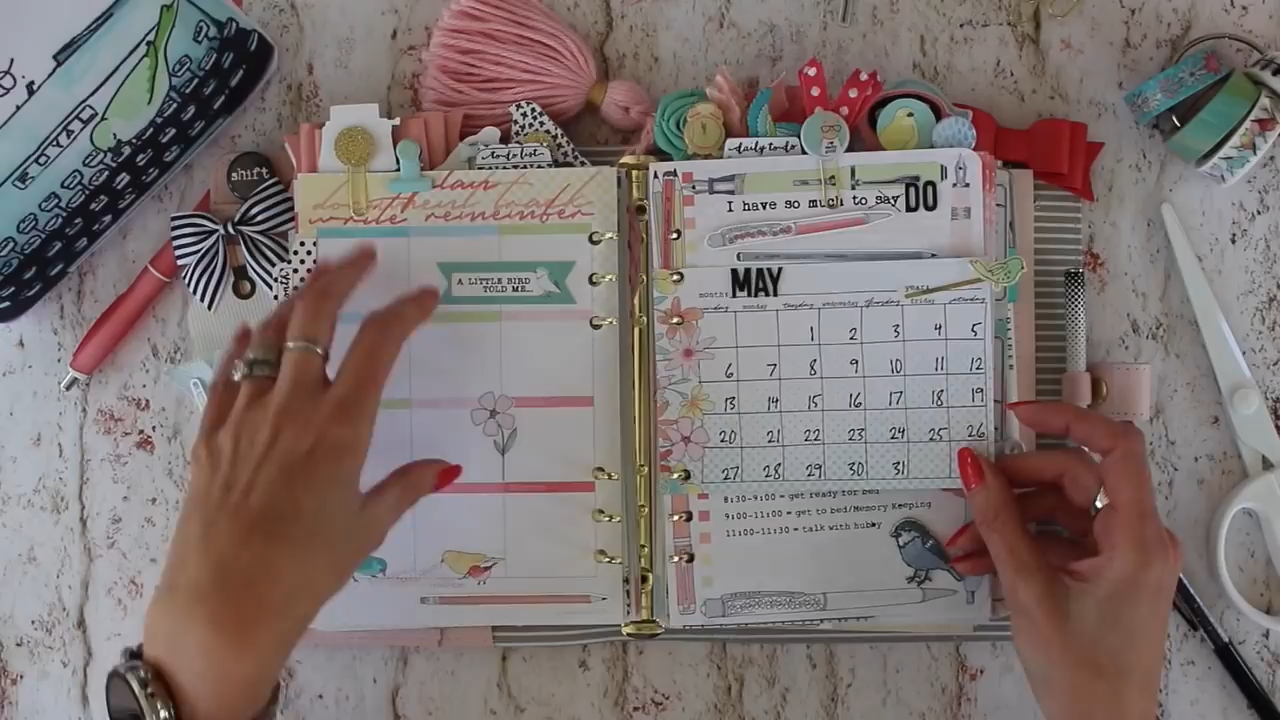 ROYAL
shift
to do list
daily to do
plan
document
write remember
A LITTLE BIRD
TOLD ME...
I have so much to say DO
month: MAY year:
monday tuesday wednesday thursday friday saturday
1 2 3 4 5
6 7 8 9 10 11 12
13 14 15 16 17 18 19
20 21 22 23 24 25 26
27 28 29 30 31
8:30-9:00 = get ready for bed
9:00-11:00 = get to bed/Memory Keeping
11:00-11:30 = talk with hubby